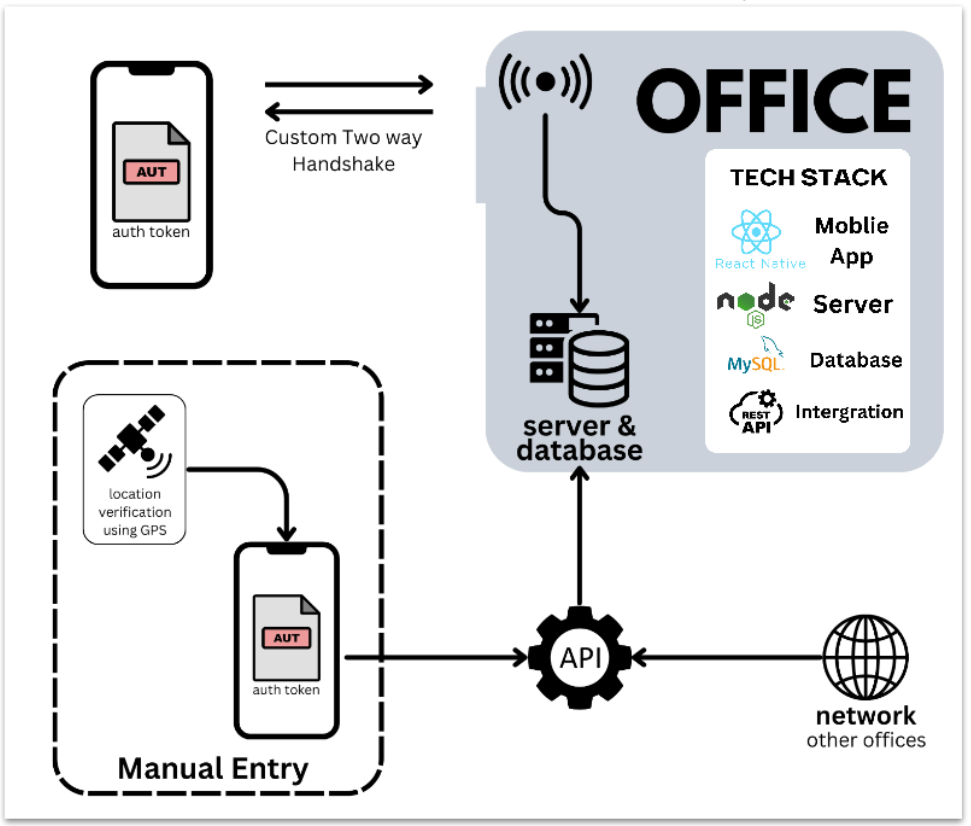 OFFICE
AUT
auth token
Custom Two way
Handshake
TECH STACK
React Native
Moblie
App
node
JS
Server
MySQL
Database
REST
API
Intergration
server &
database
location
verification
using GPS
AUT
auth token
Manual Entry
API
network
other offices